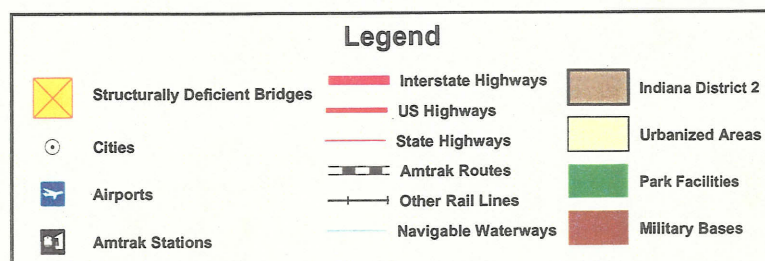 Legend
Structurally Deficient Bridges
Cities
Airports
Amtrak Stations
Interstate Highways
US Highways
State Highways
Amtrak Routes
Other Rail Lines
Navigable Waterways
Indiana District 2
Urbanized Areas
Park Facilities
Military Bases